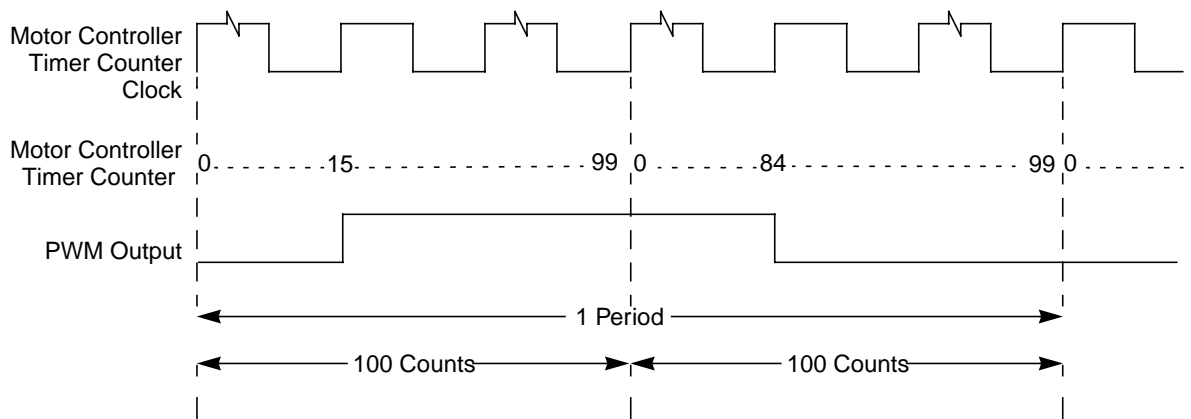 Motor Controller
Timer Counter
Clock
Motor Controller
Timer Counter
0 15 99 0 84 99 0
PWM Output
1 Period
100 Counts 100 Counts